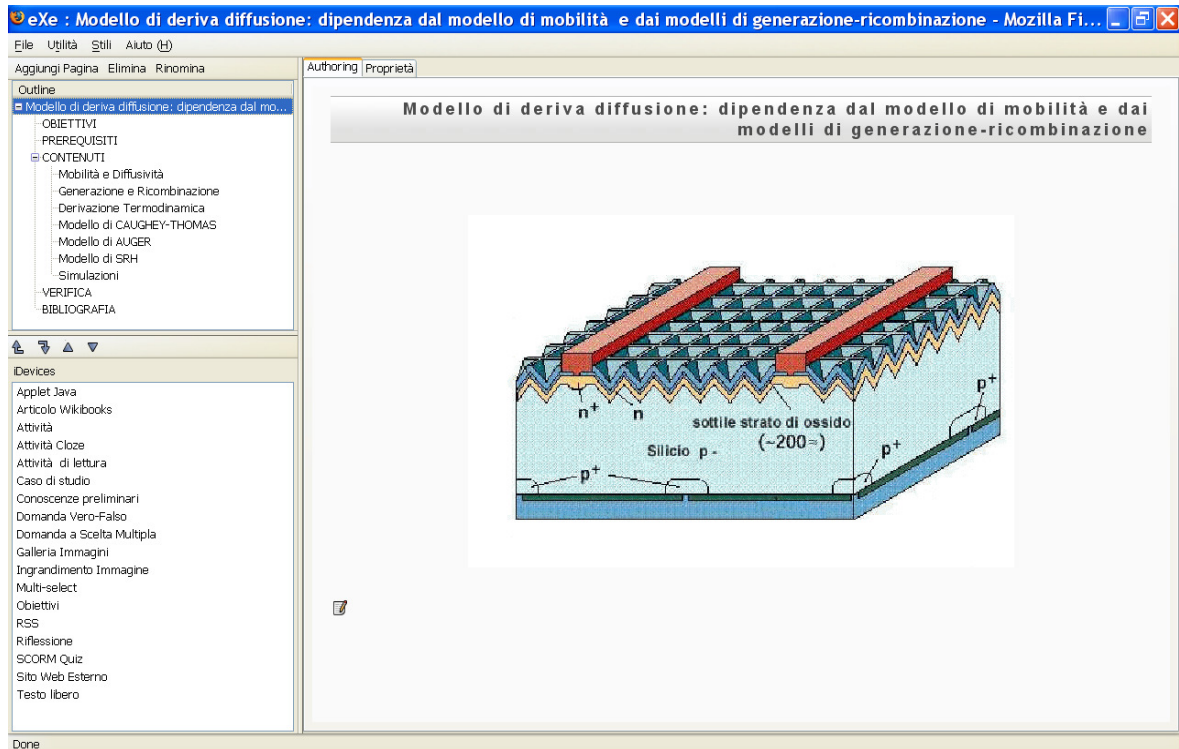 eXe : Modello di deriva diffusione: dipendenza dal modello di mobilità e dai modelli di generazione-ricombinazione - Mozilla Fi...
File Utilità Stili Aiuto (H)
Aggiungi Pagina Elimina Rinomina
Outline
Modello di deriva diffusione: dipendenza dal mo...
OBIETTIVI
PREREQUISITI
CONTENUTI
Mobilità e Diffusività
Generazione e Ricombinazione
Derivazione Termodinamica
Modello di CAUGHEY-THOMAS
Modello di AUGER
Modello di SRH
Simulazioni
VERIFICA
BIBLIOGRAFIA
iDevices
Applet Java
Articolo Wikibooks
Attività
Attività Cloze
Attività di lettura
Caso di studio
Conoscenze preliminari
Domanda Vero-Falso
Domanda a Scelta Multipla
Galleria Immagini
Ingrandimento Immagine
Multi-select
Obiettivi
RSS
Riflessione
SCORM Quiz
Sito Web Esterno
Testo libero
Authoring Proprietà
Modello di deriva diffusione: dipendenza dal modello di mobilità e dai
modelli di generazione-ricombinazione
p+
n+ n
sottile strato di ossido
(~200≈)
Silicio p -
p+
p+
Done